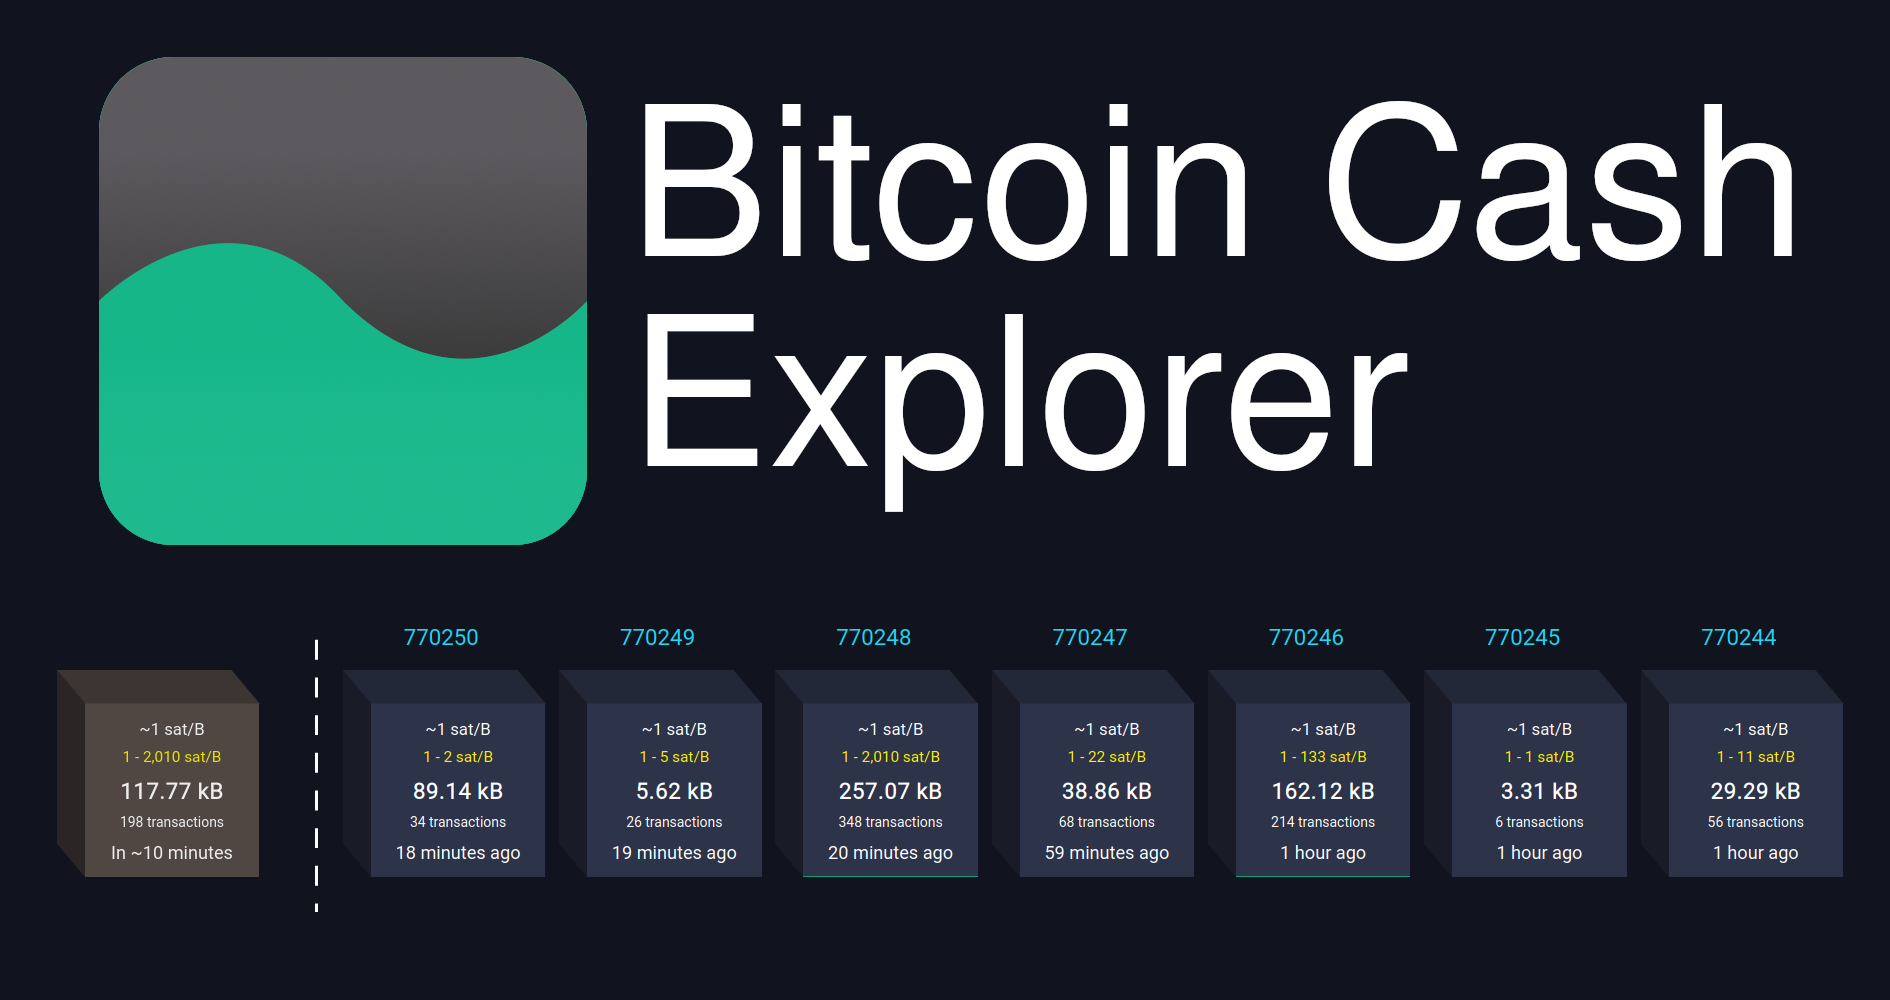 Bitcoin Cash
Explorer
770250
770249
770248
770247
770246
770245
770244
~1 sat/B
1 - 2,010 sat/B
117.77 kB
198 transactions
In ~10 minutes
~1 sat/B
1 - 2 sat/B
89.14 kB
34 transactions
18 minutes ago
~1 sat/B
1 - 5 sat/B
5.62 kB
26 transactions
19 minutes ago
~1 sat/B
1 - 2,010 sat/B
257.07 kB
348 transactions
20 minutes ago
~1 sat/B
1 - 22 sat/B
38.86 kB
68 transactions
59 minutes ago
~1 sat/B
1 - 133 sat/B
162.12 kB
214 transactions
1 hour ago
~1 sat/B
1 - 1 sat/B
3.31 kB
6 transactions
1 hour ago
~1 sat/B
1 - 11 sat/B
29.29 kB
56 transactions
1 hour ago